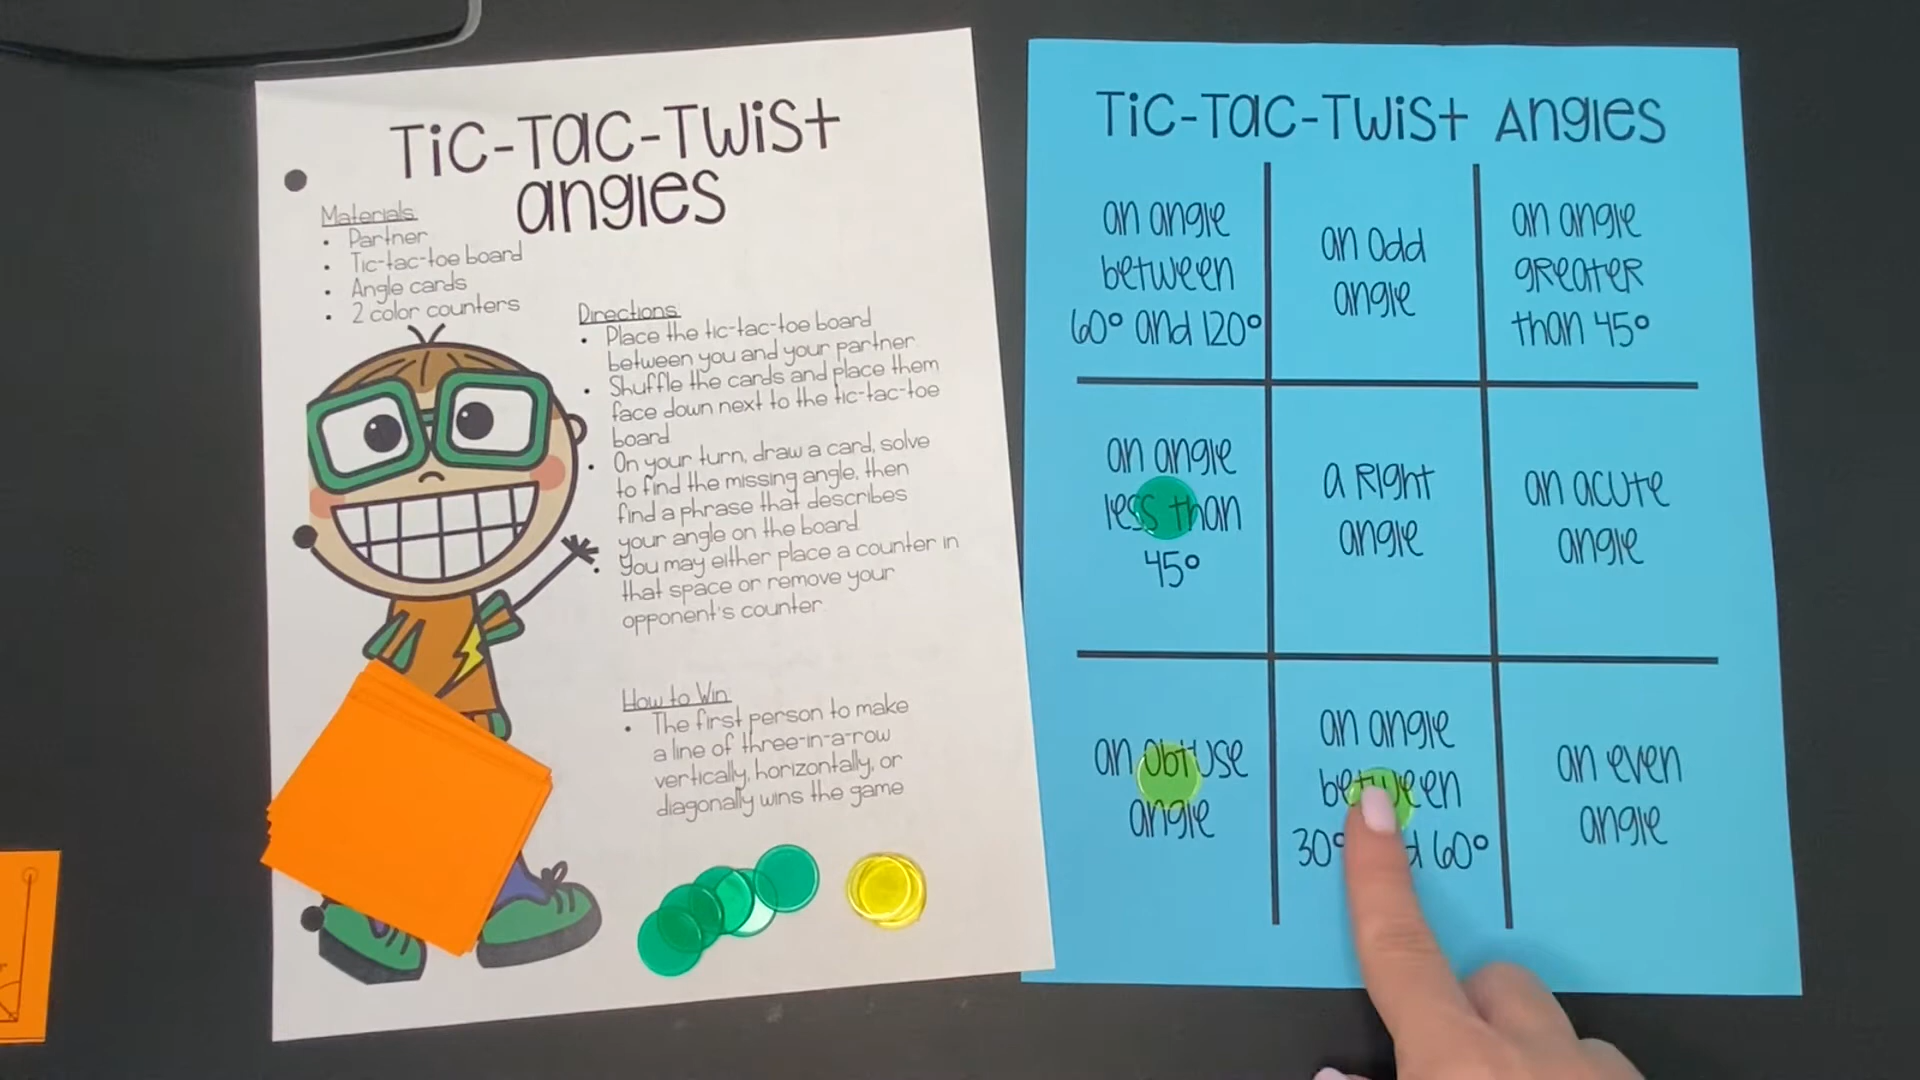 Tic-Tac-Twist
angles
Materials
• Partner
• Tic-tac-toe board
• Angle cards
• 2 color counters
Directions
• Place the tic-tac-toe board
between you and your partner
• Shuffle the cards and place them
face down next to the tic-tac-toe
board
• On your turn, draw a card, solve
to find the missing angle, then
find a phrase that describes
your angle on the board
• You may either place a counter in
that space or remove your
opponent's counter
How to Win
• The first person to make
a line of three-in-a-row
vertically, horizontally, or
diagonally wins the game
Tic-Tac-Twist Angles
an angle
between
60° and 120°
an odd
angle
an angle
greater
than 45°
an angle
less than
45°
a right
angle
an acute
angle
an obtuse
angle
an angle
between
30° 60°
an even
angle